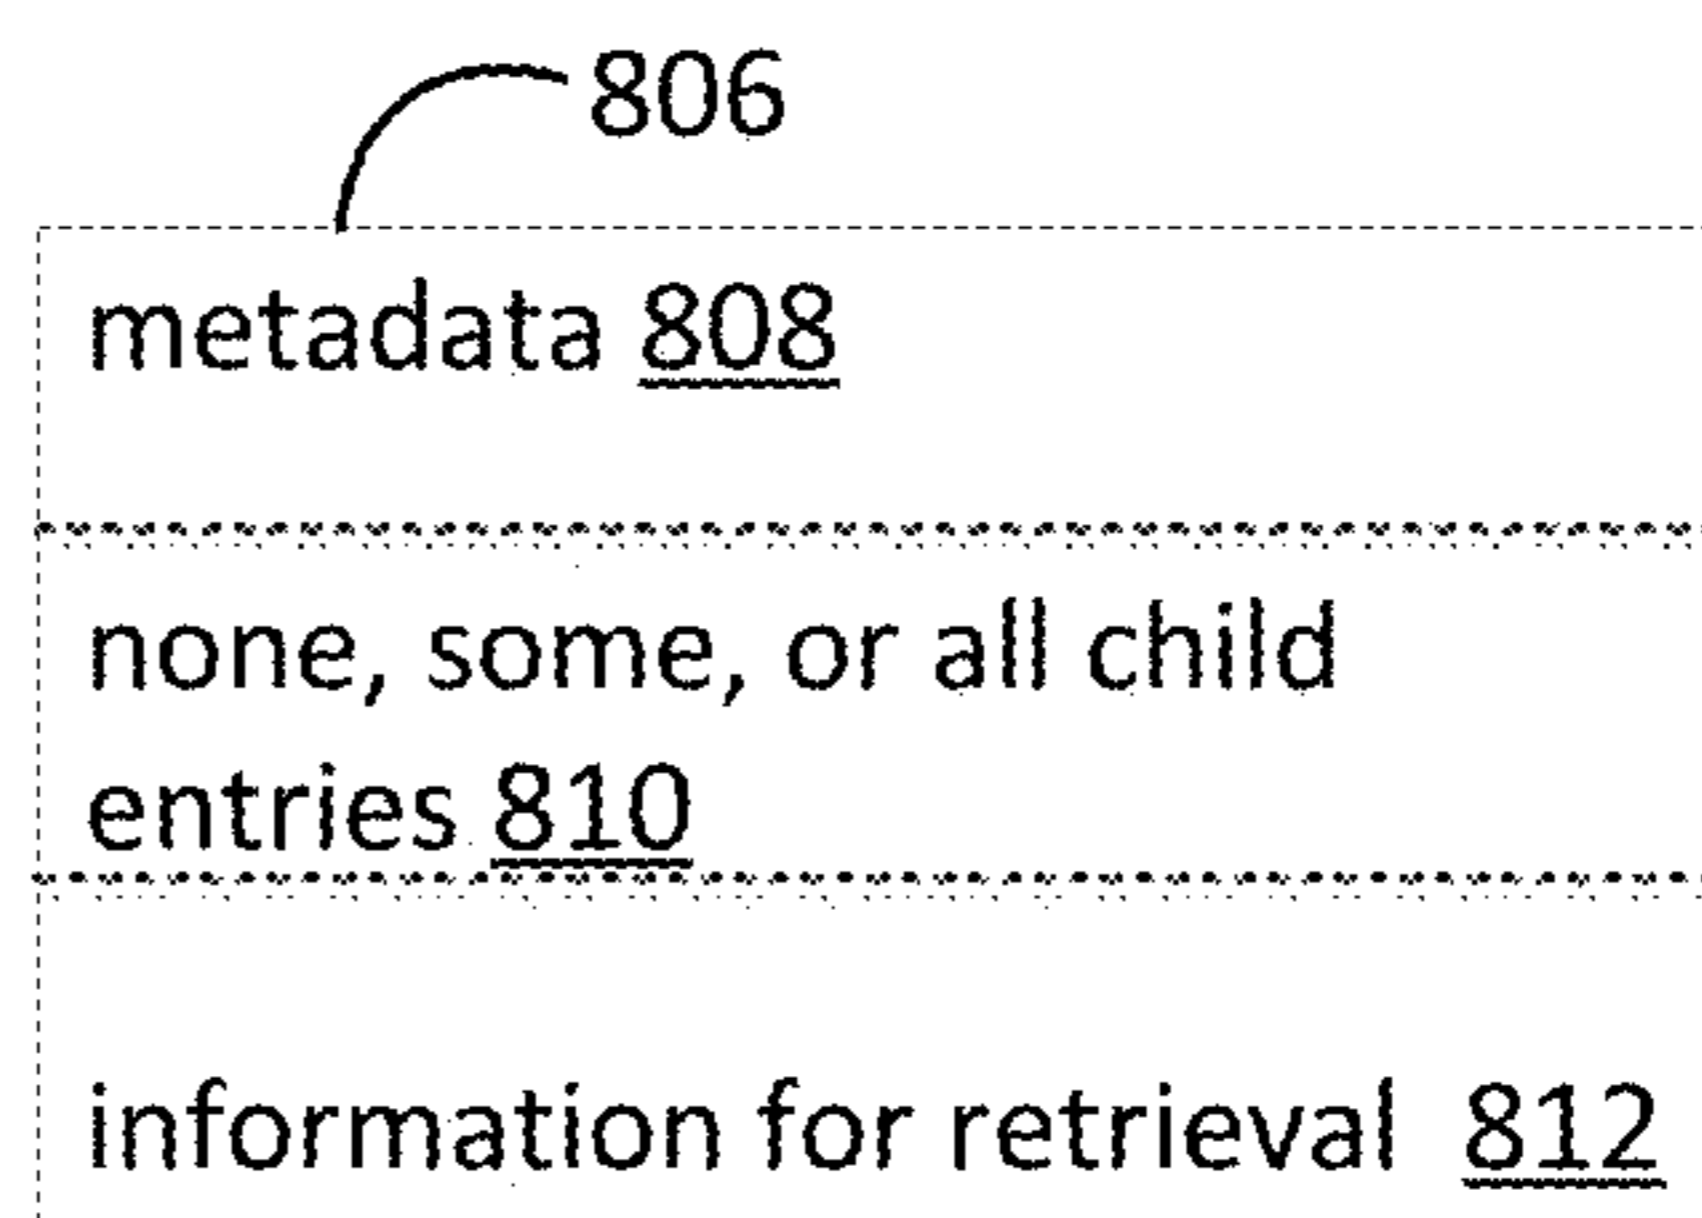 806
metadata 808
none, some, or all child
entries 810
information for retrieval 812